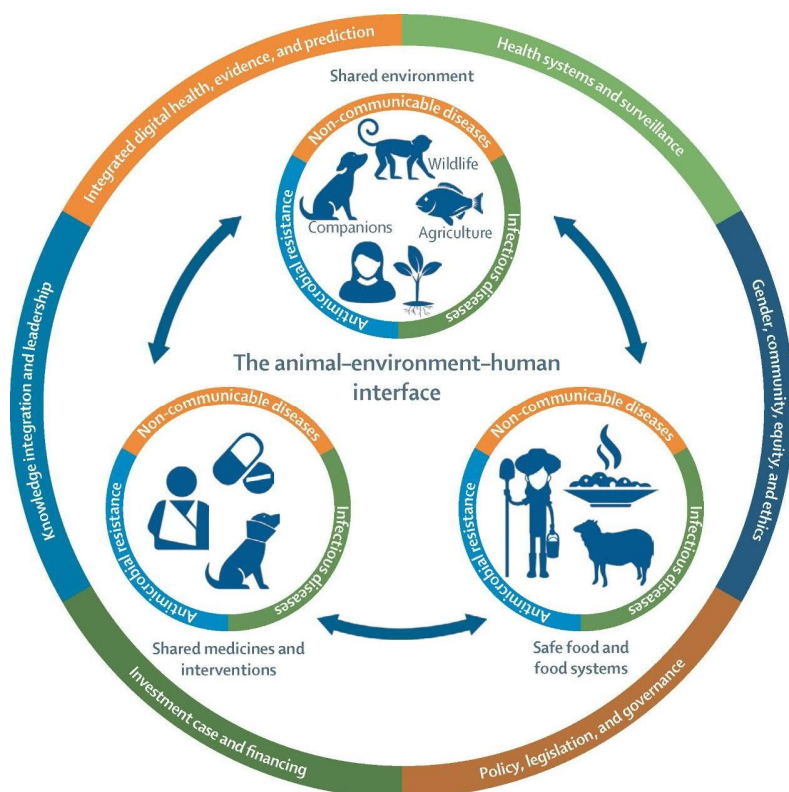 Integrated digital health, evidence, and prediction
Health systems and surveillance
Shared environment
Non-communicable diseases
Wildlife
Companions
Agriculture
Antimicrobial resistance
Infectious diseases
Knowledge integration and leadership
Gender, community, equity, and ethics
The animal–environment–human
interface
Non-communicable diseases
Antimicrobial resistance
Infectious diseases
Non-communicable diseases
Antimicrobial resistance
Infectious diseases
Shared medicines and
interventions
Safe food and
food systems
Investment case and financing
Policy, legislation, and governance